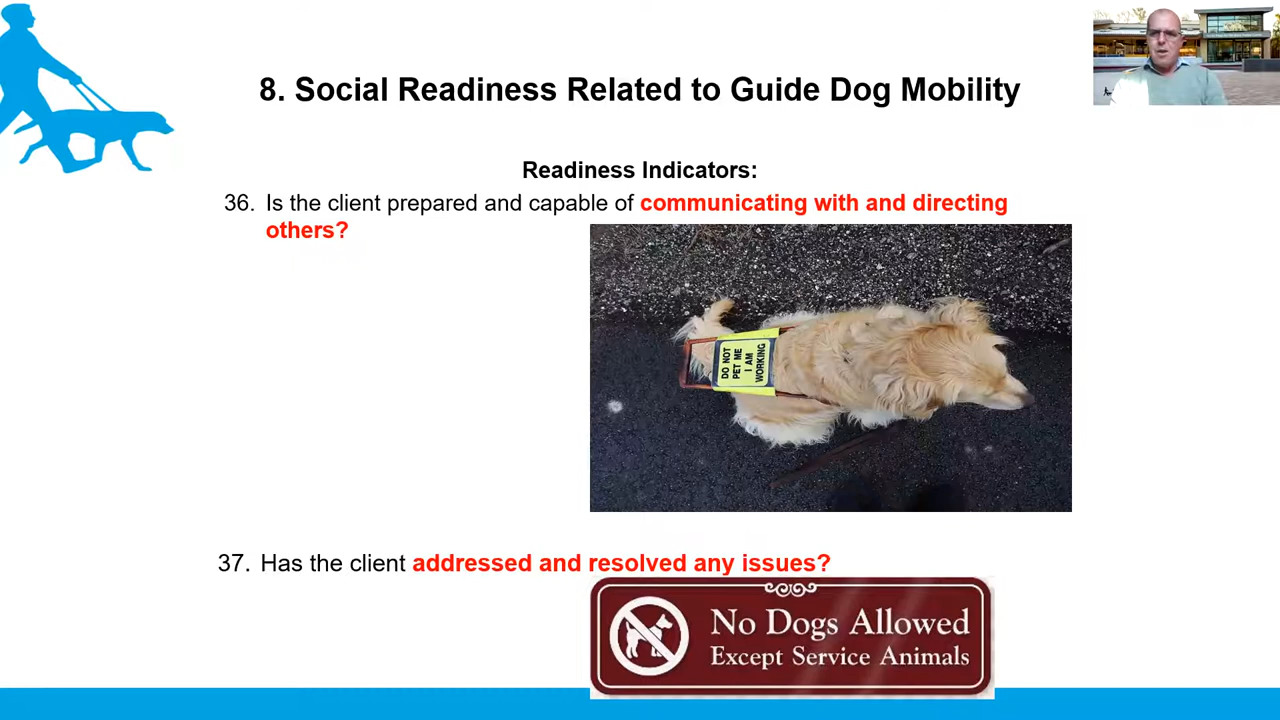 8. Social Readiness Related to Guide Dog Mobility
Readiness Indicators:
36. Is the client prepared and capable of communicating with and directing
others?
DO NOT
PET ME
I AM
WORKING
37. Has the client addressed and resolved any issues?
No Dogs Allowed
Except Service Animals